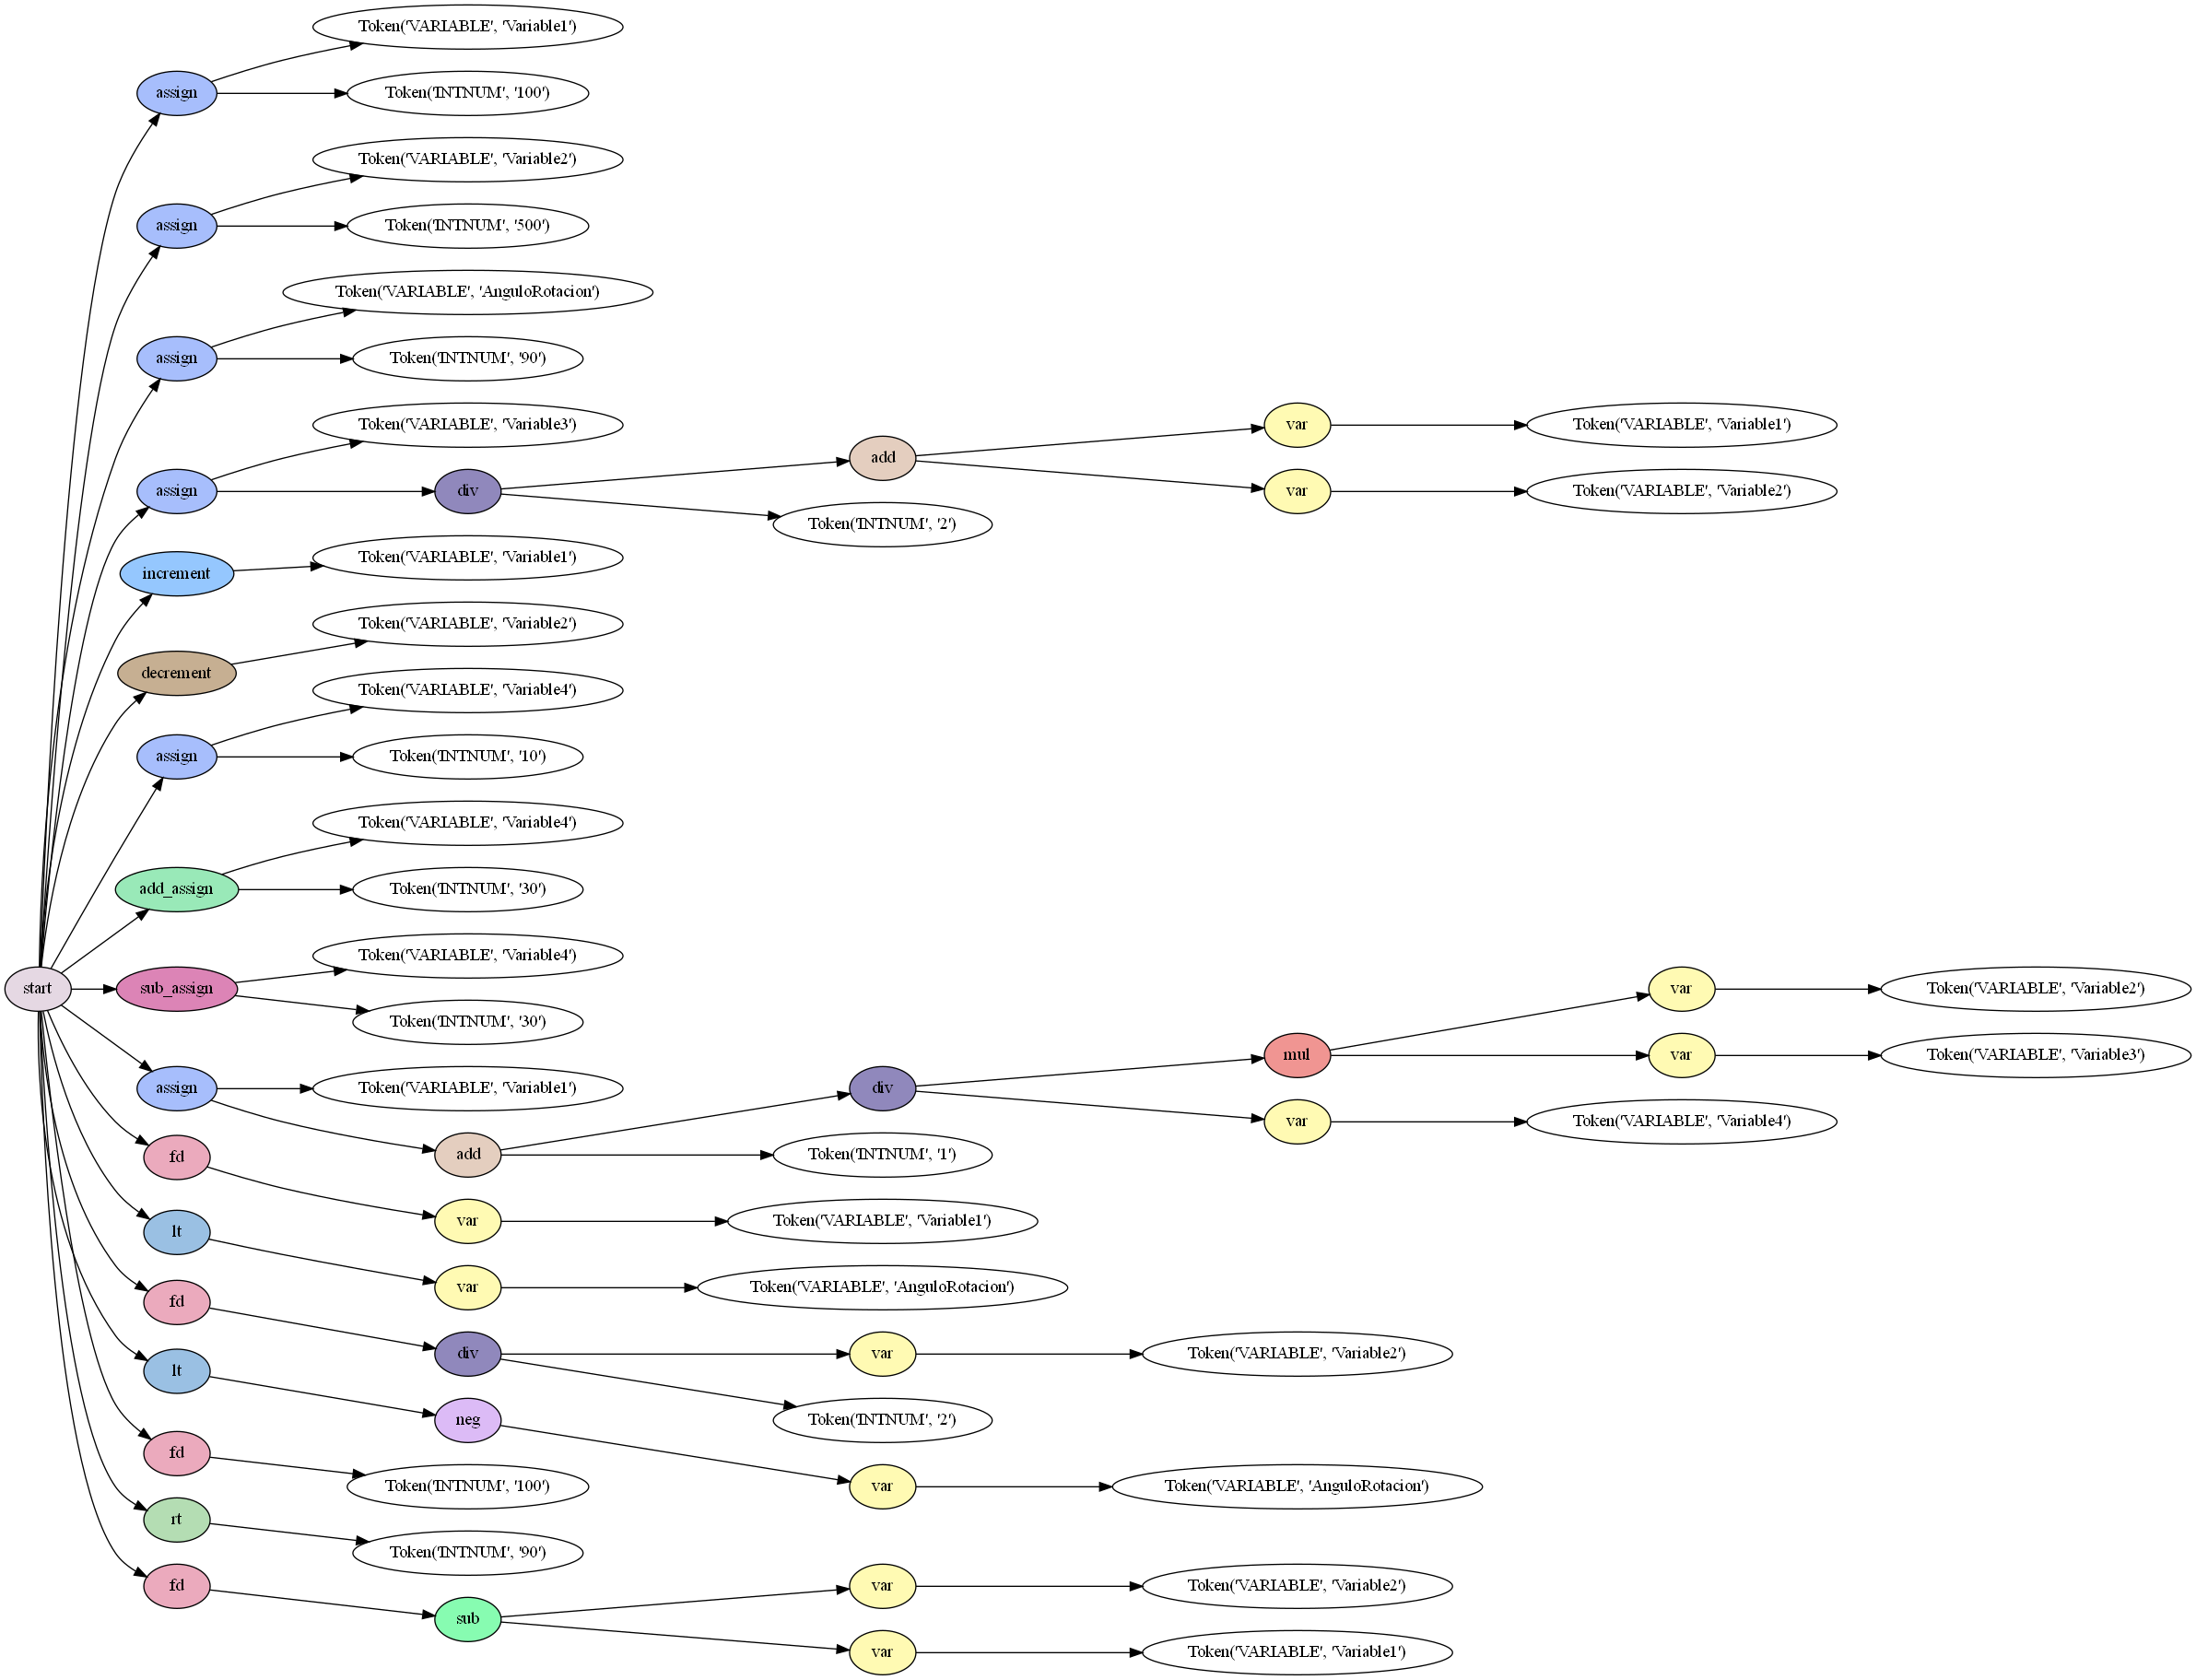 Token('VARIABLE', 'Variable1')
assign
Token('INTNUM', '100')
Token('VARIABLE', 'Variable2')
assign
Token('INTNUM', '500')
Token('VARIABLE', 'AnguloRotacion')
assign
Token('INTNUM', '90')
Token('VARIABLE', 'Variable3')
assign
div
add
Token('INTNUM', '2')
var
Token('VARIABLE', 'Variable1')
var
Token('VARIABLE', 'Variable2')
increment
Token('VARIABLE', 'Variable1')
decrement
Token('VARIABLE', 'Variable2')
Token('VARIABLE', 'Variable4')
assign
Token('INTNUM', '10')
Token('VARIABLE', 'Variable4')
add_assign
Token('INTNUM', '30')
start
sub_assign
Token('VARIABLE', 'Variable4')
Token('INTNUM', '30')
assign
Token('VARIABLE', 'Variable1')
add
div
Token('INTNUM', '1')
mul
var
Token('VARIABLE', 'Variable2')
var
Token('VARIABLE', 'Variable3')
var
Token('VARIABLE', 'Variable4')
fd
var
Token('VARIABLE', 'Variable1')
lt
var
Token('VARIABLE', 'AnguloRotacion')
fd
div
var
Token('VARIABLE', 'Variable2')
Token('INTNUM', '2')
lt
neg
var
Token('VARIABLE', 'AnguloRotacion')
fd
Token('INTNUM', '100')
rt
Token('INTNUM', '90')
fd
sub
var
Token('VARIABLE', 'Variable2')
var
Token('VARIABLE', 'Variable1')